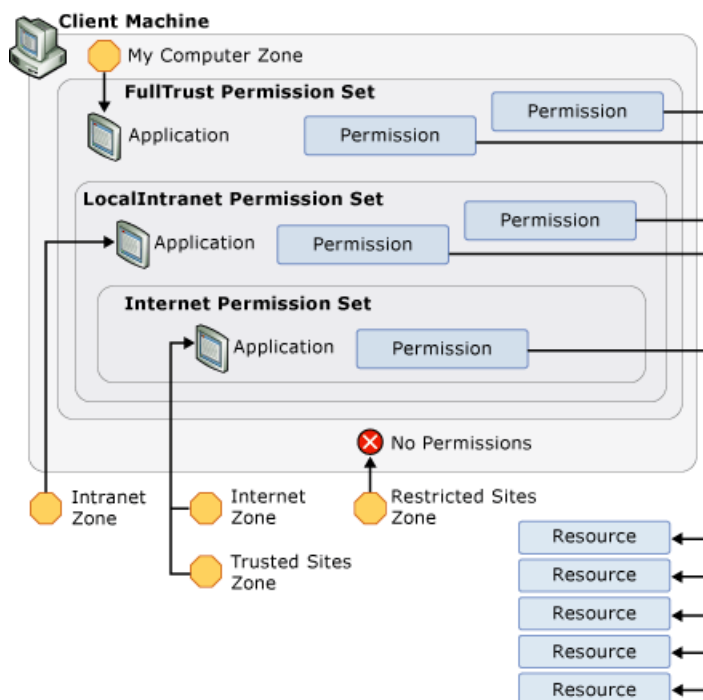 Client Machine
My Computer Zone
FullTrust Permission Set
Permission
Application
Permission
LocalIntranet Permission Set
Permission
Application
Permission
Internet Permission Set
Application
Permission
No Permissions
Intranet
Zone
Internet
Zone
Restricted Sites
Zone
Trusted Sites
Zone
Resource
Resource
Resource
Resource
Resource